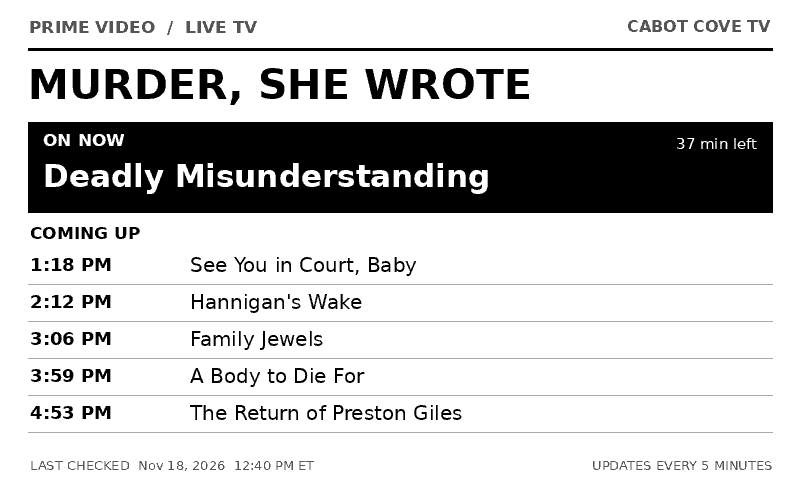 PRIME VIDEO / LIVE TV
CABOT COVE TV
MURDER, SHE WROTE
ON NOW
37 min left
Deadly Misunderstanding
COMING UP
1:18 PM See You in Court, Baby
2:12 PM Hannigan's Wake
3:06 PM Family Jewels
3:59 PM A Body to Die For
4:53 PM The Return of Preston Giles
LAST CHECKED Nov 18, 2026 12:40 PM ET
UPDATES EVERY 5 MINUTES